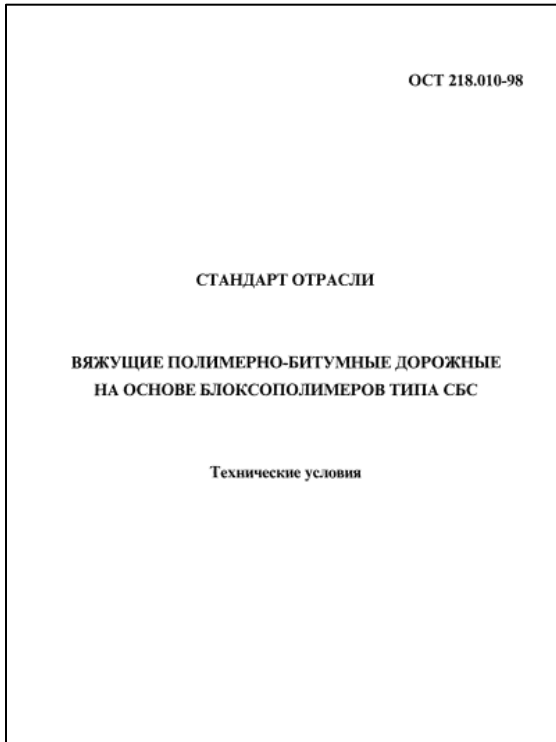 ОСТ 218.010-98
СТАНДАРТ ОТРАСЛИ
ВЯЖУЩИЕ ПОЛИМЕРНО-БИТУМНЫЕ ДОРОЖНЫЕ
НА ОСНОВЕ БЛОКСОПОЛИМЕРОВ ТИПА СБС
Технические условия